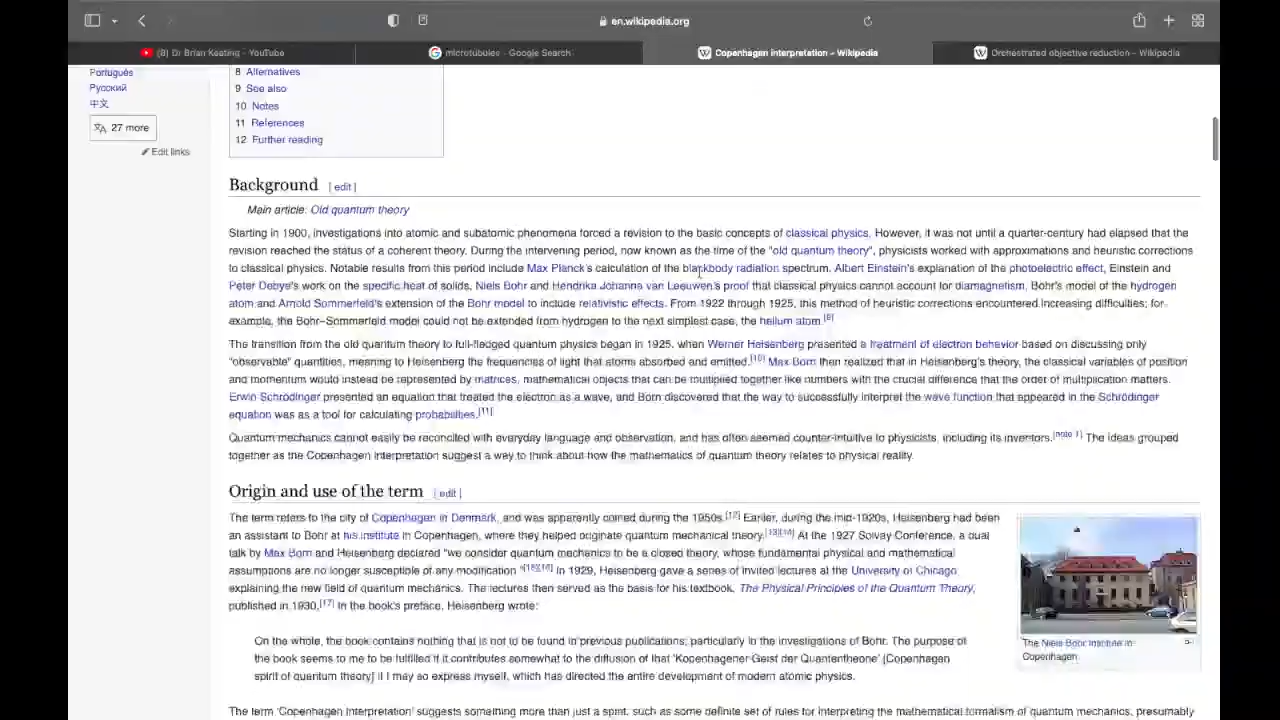 en.wikipedia.org
(8) Dr Brian Keating - YouTube
microtubules - Google Search
Copenhagen interpretation - Wikipedia
Orchestrated objective reduction - Wikipedia
Português
Русский
中文
27 more
Edit links
8 Alternatives
9 See also
10 Notes
11 References
12 Further reading
Background [ edit ]
Main article: Old quantum theory
Starting in 1900, investigations into atomic and subatomic phenomena forced a revision to the basic concepts of classical physics. However, it was not until a quarter-century had elapsed that the
revision reached the status of a coherent theory. During the intervening period, now known as the time of the "old quantum theory", physicists worked with approximations and heuristic corrections
to classical physics. Notable results from this period include Max Planck's calculation of the blackbody radiation spectrum, Albert Einstein's explanation of the photoelectric effect, Einstein and
Peter Debye's work on the specific heat of solids, Niels Bohr and Hendrika Johanna van Leeuwen's proof that classical physics cannot account for diamagnetism, Bohr's model of the hydrogen
atom and Arnold Sommerfeld's extension of the Bohr model to include relativistic effects. From 1922 through 1925, this method of heuristic corrections encountered increasing difficulties; for
example, the Bohr–Sommerfeld model could not be extended from hydrogen to the next simplest case, the helium atom.[9]
The transition from the old quantum theory to full-fledged quantum physics began in 1925, when Werner Heisenberg presented a treatment of electron behavior based on discussing only
"observable" quantities, meaning to Heisenberg the frequencies of light that atoms absorbed and emitted.[10] Max Born then realized that in Heisenberg's theory, the classical variables of position
and momentum would instead be represented by matrices, mathematical objects that can be multiplied together like numbers with the crucial difference that the order of multiplication matters.
Erwin Schrödinger presented an equation that treated the electron as a wave, and Born discovered that the way to successfully interpret the wave function that appeared in the Schrödinger
equation was as a tool for calculating probabilities.[11]
Quantum mechanics cannot easily be reconciled with everyday language and observation, and has often seemed counter-intuitive to physicists, including its inventors.[note 1] The ideas grouped
together as the Copenhagen interpretation suggest a way to think about how the mathematics of quantum theory relates to physical reality.
Origin and use of the term [ edit ]
The term refers to the city of Copenhagen in Denmark, and was apparently coined during the 1950s.[12] Earlier, during the mid-1920s, Heisenberg had been
an assistant to Bohr at his institute in Copenhagen, where they helped originate quantum mechanical theory.[13][14] At the 1927 Solvay Conference, a dual
talk by Max Born and Heisenberg declared "we consider quantum mechanics to be a closed theory, whose fundamental physical and mathematical
assumptions are no longer susceptible of any modification."[15][16] In 1929, Heisenberg gave a series of invited lectures at the University of Chicago
explaining the new field of quantum mechanics. The lectures then served as the basis for his textbook, The Physical Principles of the Quantum Theory,
published in 1930.[17] In the book's preface, Heisenberg wrote:
On the whole, the book contains nothing that is not to be found in previous publications, particularly in the investigations of Bohr. The purpose of
the book seems to me to be fulfilled if it contributes somewhat to the diffusion of that 'Kopenhagener Geist der Quantentheorie' [Copenhagen
spirit of quantum theory] if I may so express myself, which has directed the entire development of modern atomic physics.
The Niels Bohr Institute in
Copenhagen
The term 'Copenhagen interpretation' suggests something more than just a spirit, such as some definite set of rules for interpreting the mathematical formalism of quantum mechanics, presumably